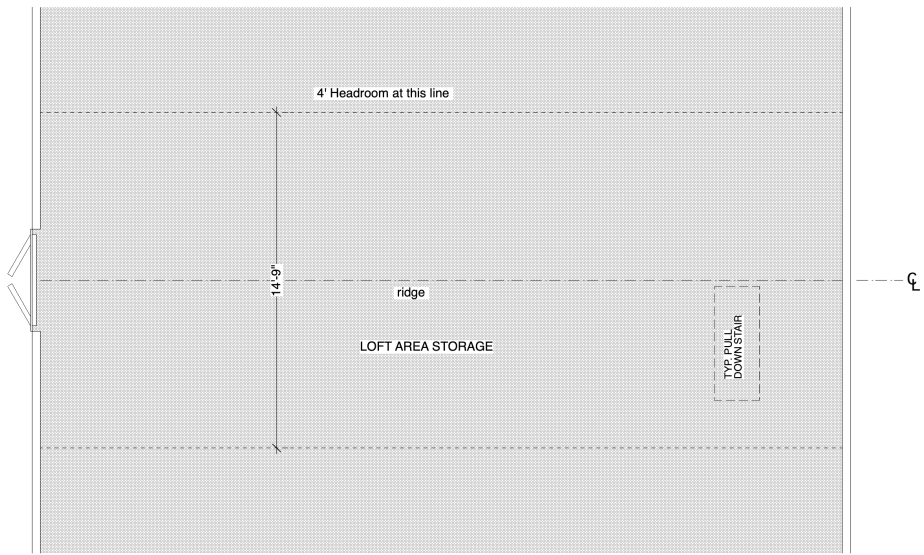 4' Headroom at this line
14'-9"
ridge
℄
LOFT AREA STORAGE
TYP. PULL
DOWN STAIR